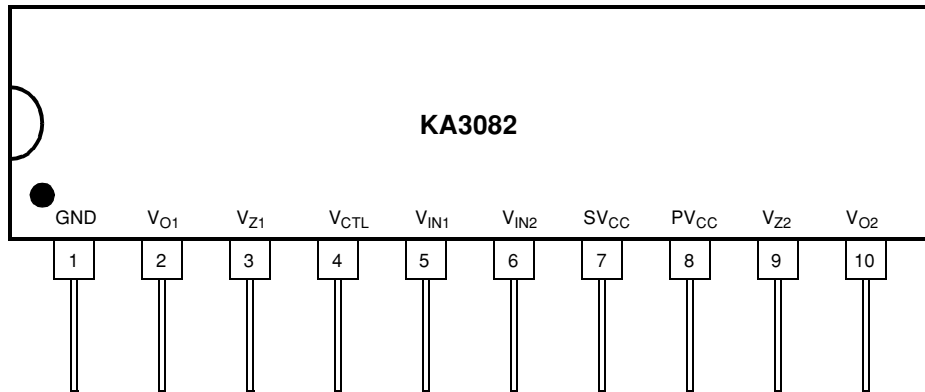 KA3082
GND V_O1 V_Z1 V_CTL V_IN1 V_IN2 SV_CC PV_CC V_Z2 V_O2
1 2 3 4 5 6 7 8 9 10